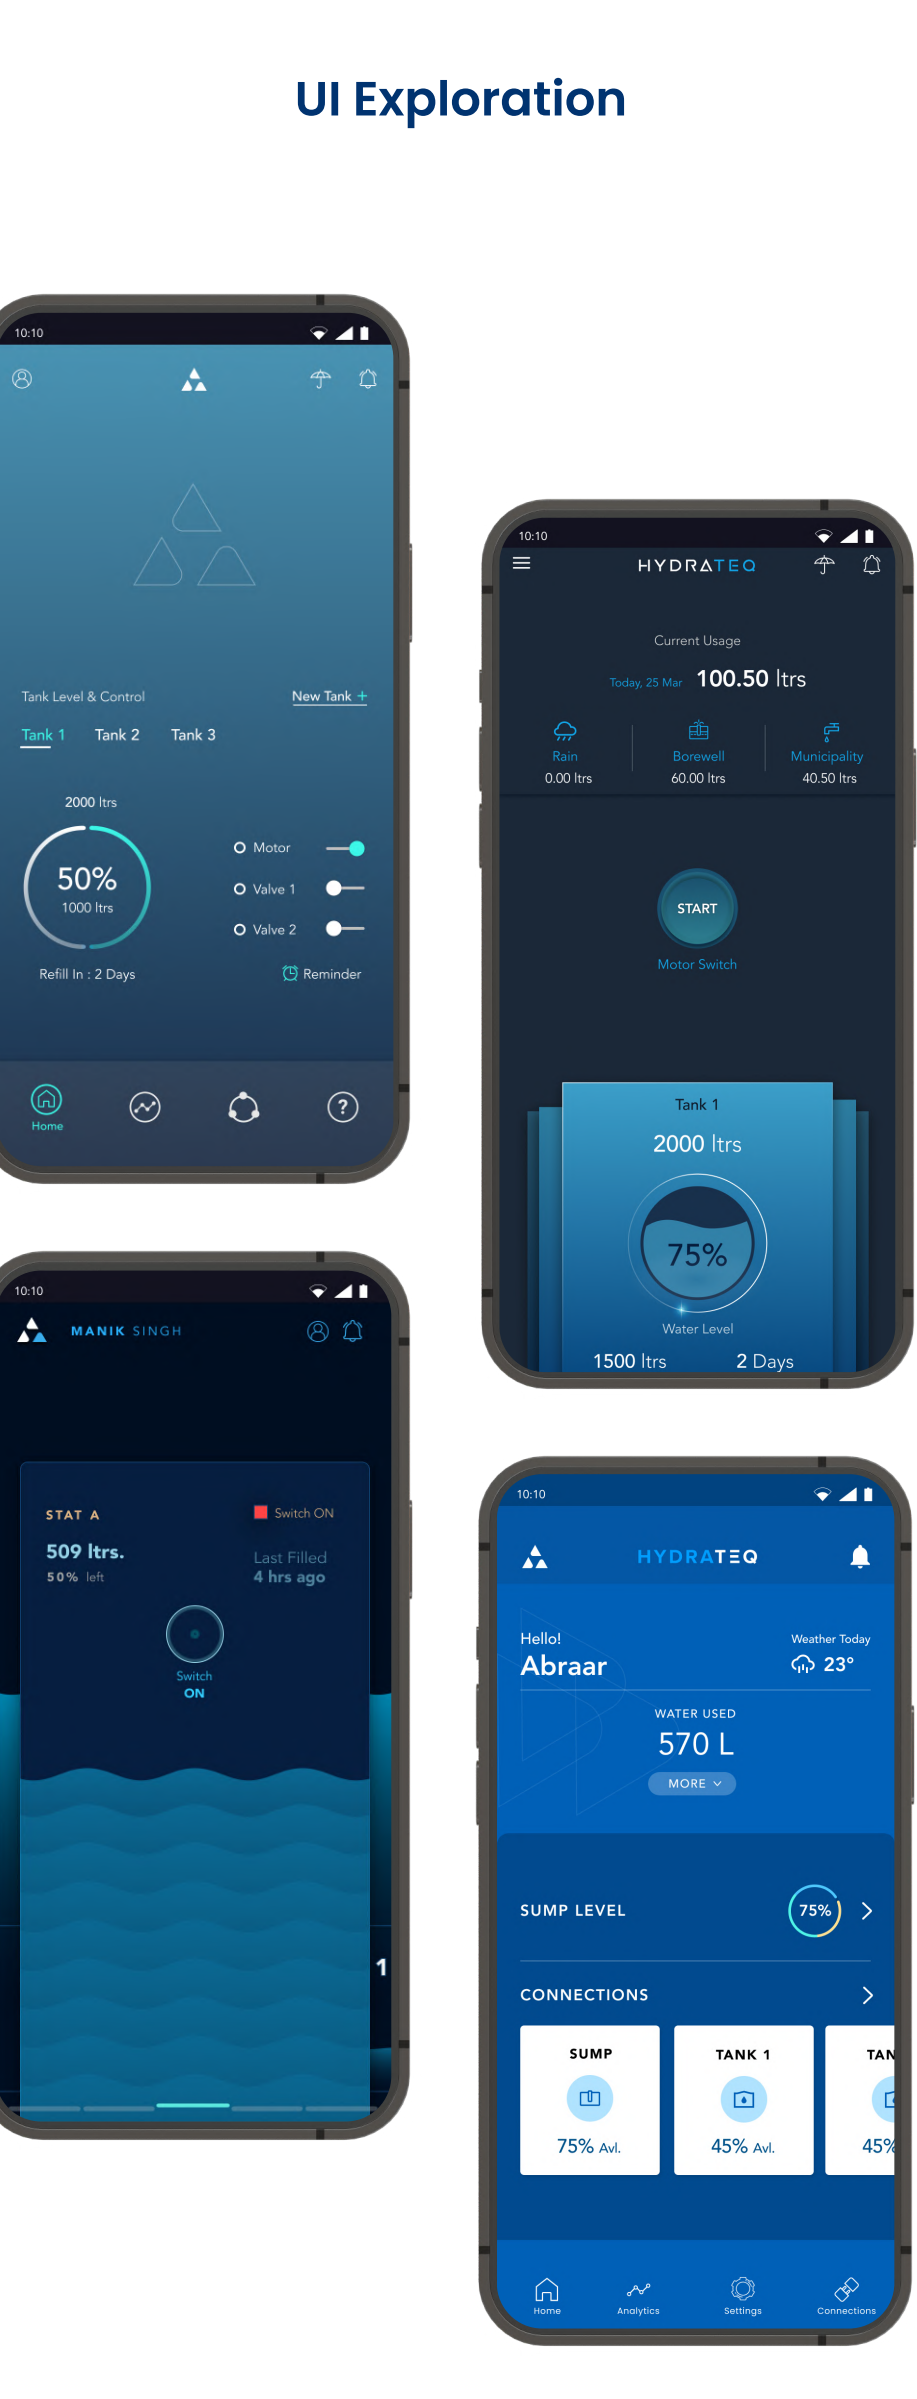 UI Exploration
10:10
Tank Level & Control
New Tank +
Tank 1 Tank 2 Tank 3
2000 ltrs
50%
1000 ltrs
Motor
Valve 1
Valve 2
Refill In : 2 Days
Reminder
?
Home
10:10
HYDRATEQ
Current Usage
Today, 25 Mar 100.50 ltrs
Rain Borewell Municipality
0.00 ltrs 60.00 ltrs 40.50 ltrs
START
Motor Switch
Tank 1
2000 ltrs
75%
Water Level
1500 ltrs 2 Days
10:10
MANIK SINGH
STAT A
Switch ON
509 ltrs.
50% left
Last Filled
4 hrs ago
Switch
ON
1
10:10
HYDRATEQ
Hello!
Abraar
Weather Today
23°
WATER USED
570 L
MORE
SUMP LEVEL
75%
CONNECTIONS
SUMP TANK 1 TAN
75% Avl. 45% Avl. 45%
Home Analytics Settings Connections